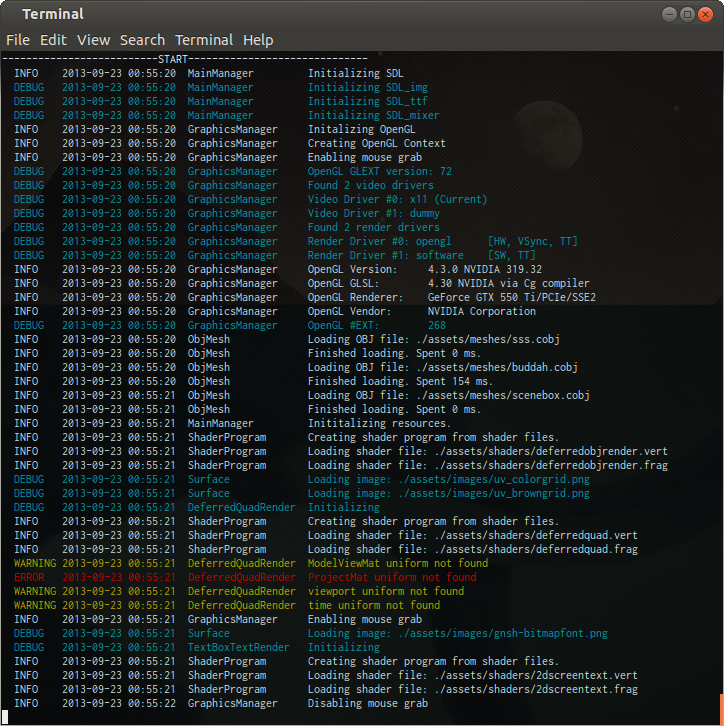 Terminal
File Edit View Search Terminal Help
--------------------------START------------------------------
INFO 2013-09-23 00:55:20 MainManager Initializing SDL
DEBUG 2013-09-23 00:55:20 MainManager Initializing SDL_img
DEBUG 2013-09-23 00:55:20 MainManager Initializing SDL_ttf
DEBUG 2013-09-23 00:55:20 MainManager Initializing SDL_mixer
INFO 2013-09-23 00:55:20 GraphicsManager Initalizing OpenGL
INFO 2013-09-23 00:55:20 GraphicsManager Creating OpenGL Context
INFO 2013-09-23 00:55:20 GraphicsManager Enabling mouse grab
DEBUG 2013-09-23 00:55:20 GraphicsManager OpenGL GLEXT version: 72
DEBUG 2013-09-23 00:55:20 GraphicsManager Found 2 video drivers
DEBUG 2013-09-23 00:55:20 GraphicsManager Video Driver #0: x11 (Current)
DEBUG 2013-09-23 00:55:20 GraphicsManager Video Driver #1: dummy
DEBUG 2013-09-23 00:55:20 GraphicsManager Found 2 render drivers
DEBUG 2013-09-23 00:55:20 GraphicsManager Render Driver #0: opengl [HW, VSync, TT]
DEBUG 2013-09-23 00:55:20 GraphicsManager Render Driver #1: software [SW, TT]
INFO 2013-09-23 00:55:20 GraphicsManager OpenGL Version: 4.3.0 NVIDIA 319.32
INFO 2013-09-23 00:55:20 GraphicsManager OpenGL GLSL: 4.30 NVIDIA via Cg compiler
INFO 2013-09-23 00:55:20 GraphicsManager OpenGL Renderer: GeForce GTX 550 Ti/PCIe/SSE2
INFO 2013-09-23 00:55:20 GraphicsManager OpenGL Vendor: NVIDIA Corporation
DEBUG 2013-09-23 00:55:20 GraphicsManager OpenGL #EXT: 268
INFO 2013-09-23 00:55:20 ObjMesh Loading OBJ file: ./assets/meshes/sss.cobj
INFO 2013-09-23 00:55:20 ObjMesh Finished loading. Spent 0 ms.
INFO 2013-09-23 00:55:20 ObjMesh Loading OBJ file: ./assets/meshes/buddah.cobj
INFO 2013-09-23 00:55:20 ObjMesh Finished loading. Spent 154 ms.
INFO 2013-09-23 00:55:21 ObjMesh Loading OBJ file: ./assets/meshes/scenebox.cobj
INFO 2013-09-23 00:55:21 ObjMesh Finished loading. Spent 0 ms.
INFO 2013-09-23 00:55:21 MainManager Inititalizing resources.
INFO 2013-09-23 00:55:21 ShaderProgram Creating shader program from shader files.
INFO 2013-09-23 00:55:21 ShaderProgram Loading shader file: ./assets/shaders/deferredobjrender.vert
INFO 2013-09-23 00:55:21 ShaderProgram Loading shader file: ./assets/shaders/deferredobjrender.frag
DEBUG 2013-09-23 00:55:21 Surface Loading image: ./assets/images/uv_colorgrid.png
DEBUG 2013-09-23 00:55:21 Surface Loading image: ./assets/images/uv_browngrid.png
DEBUG 2013-09-23 00:55:21 DeferredQuadRender Initializing
INFO 2013-09-23 00:55:21 ShaderProgram Creating shader program from shader files.
INFO 2013-09-23 00:55:21 ShaderProgram Loading shader file: ./assets/shaders/deferredquad.vert
INFO 2013-09-23 00:55:21 ShaderProgram Loading shader file: ./assets/shaders/deferredquad.frag
WARNING 2013-09-23 00:55:21 DeferredQuadRender ModelViewMat uniform not found
ERROR 2013-09-23 00:55:21 DeferredQuadRender ProjectMat uniform not found
WARNING 2013-09-23 00:55:21 DeferredQuadRender viewport uniform not found
WARNING 2013-09-23 00:55:21 DeferredQuadRender time uniform not found
INFO 2013-09-23 00:55:21 GraphicsManager Enabling mouse grab
DEBUG 2013-09-23 00:55:21 Surface Loading image: ./assets/images/gnsh-bitmapfont.png
DEBUG 2013-09-23 00:55:21 TextBoxTextRender Initializing
INFO 2013-09-23 00:55:21 ShaderProgram Creating shader program from shader files.
INFO 2013-09-23 00:55:21 ShaderProgram Loading shader file: ./assets/shaders/2dscreentext.vert
INFO 2013-09-23 00:55:21 ShaderProgram Loading shader file: ./assets/shaders/2dscreentext.frag
INFO 2013-09-23 00:55:22 GraphicsManager Disabling mouse grab